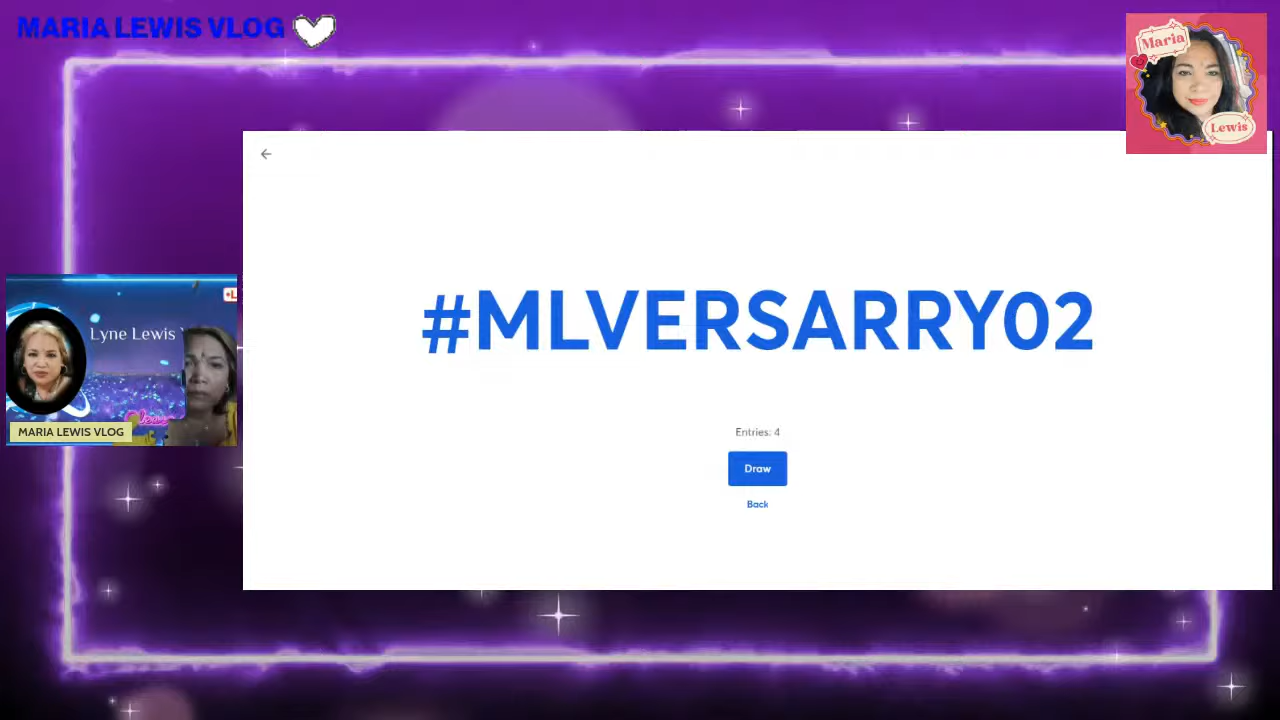 MARIA LEWIS VLOG
Maria
Lewis
#MLVERSARRY02
Lyne Lewis
MARIA LEWIS VLOG
Entries: 4
Draw
Back